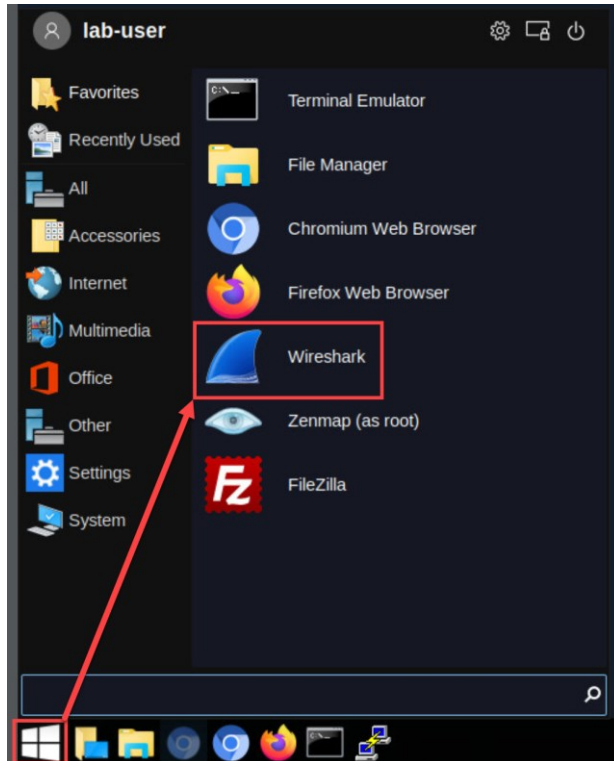 lab-user
Favorites
Recently Used
All
Accessories
Internet
Multimedia
Office
Other
Settings
System
C:\_
Terminal Emulator
File Manager
Chromium Web Browser
Firefox Web Browser
Wireshark
Zenmap (as root)
Fz
FileZilla